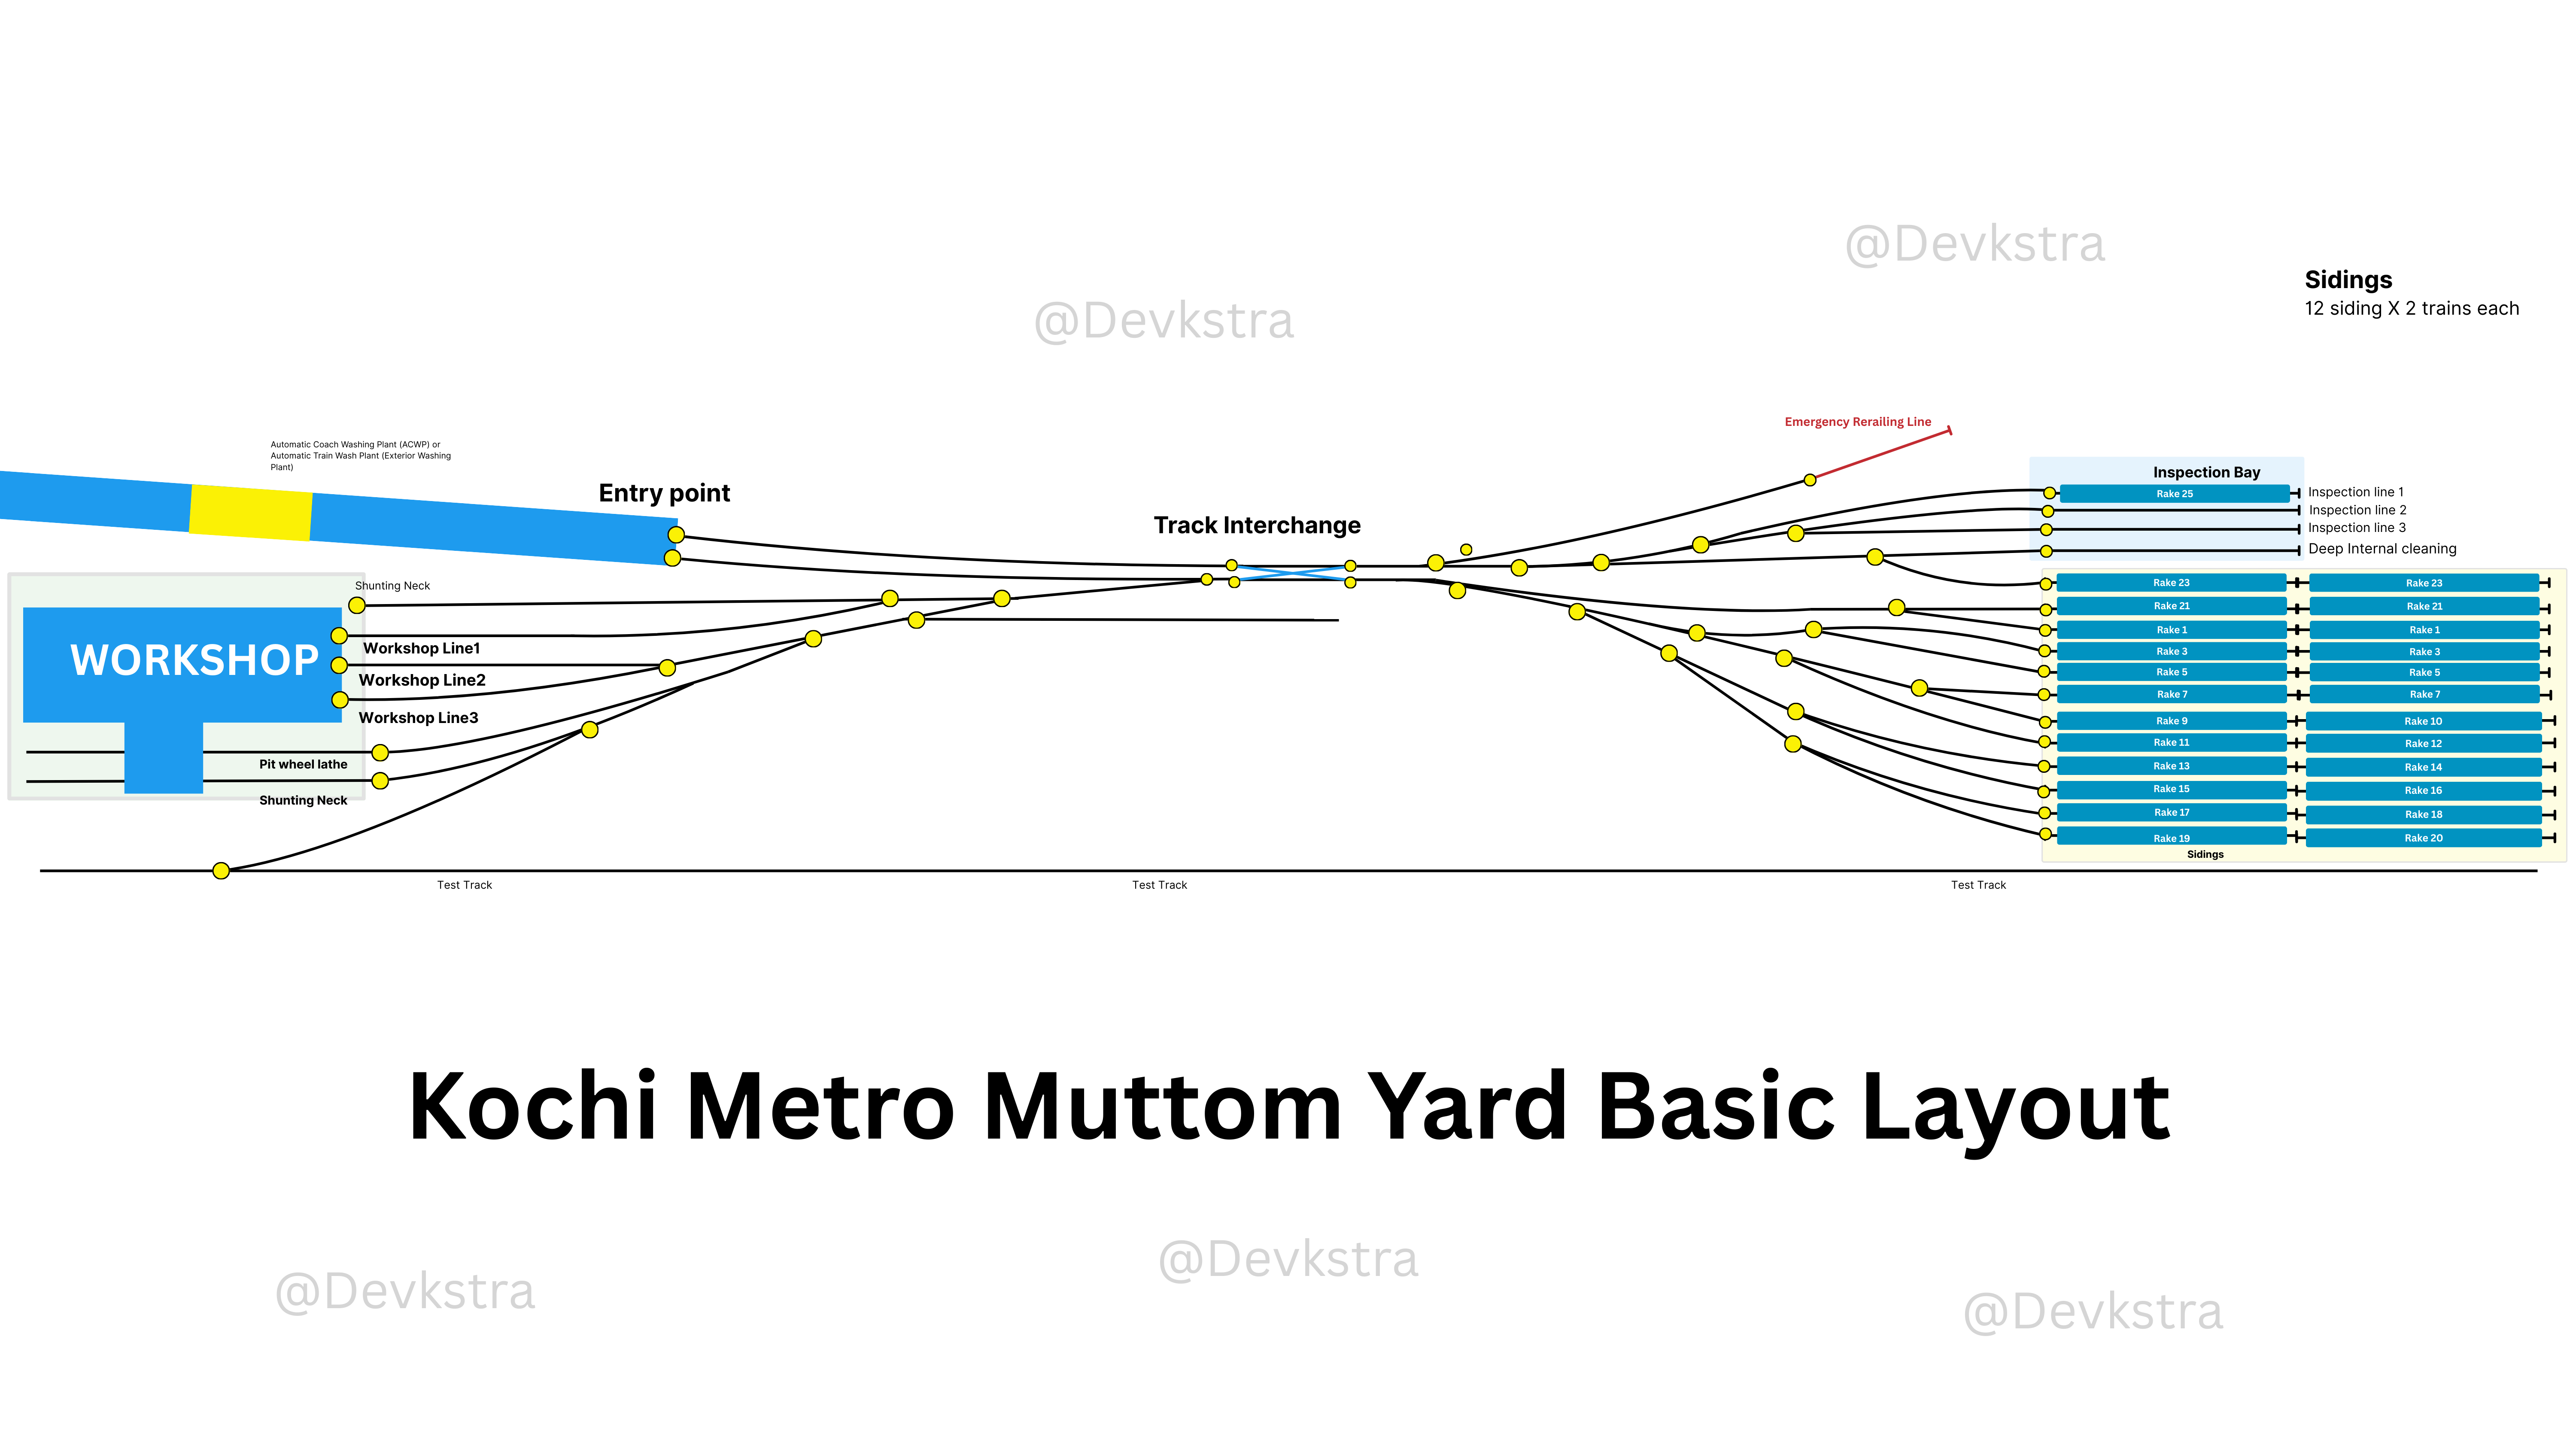 @Devkstra
Sidings
12 siding X 2 trains each
@Devkstra
Emergency Rerailing Line
Automatic Coach Washing Plant (ACWP) or
Automatic Train Wash Plant (Exterior Washing
Plant)
Entry point
Track Interchange
Inspection Bay
Rake 25
Inspection line 1
Inspection line 2
Inspection line 3
Deep Internal cleaning
Shunting Neck
WORKSHOP
Workshop Line1
Workshop Line2
Workshop Line3
Pit wheel lathe
Shunting Neck
Rake 23 Rake 23
Rake 21 Rake 21
Rake 1 Rake 1
Rake 3 Rake 3
Rake 5 Rake 5
Rake 7 Rake 7
Rake 9 Rake 10
Rake 11 Rake 12
Rake 13 Rake 14
Rake 15 Rake 16
Rake 17 Rake 18
Rake 19 Rake 20
Sidings
Test Track Test Track Test Track
Kochi Metro Muttom Yard Basic Layout
@Devkstra
@Devkstra
@Devkstra